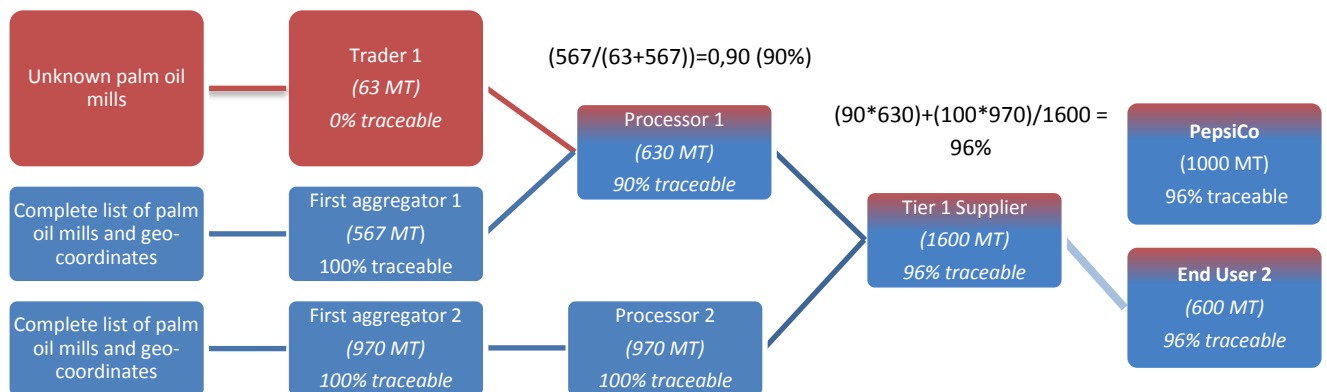 Unknown palm oil
mills
Trader 1
(63 MT)
0% traceable
(567/(63+567))=0,90 (90%)
Processor 1
(630 MT)
90% traceable
(90*630)+(100*970)/1600 =
96%
PepsiCo
(1000 MT)
96% traceable
Complete list of palm
oil mills and geo-
coordinates
First aggregator 1
(567 MT)
100% traceable
Tier 1 Supplier
(1600 MT)
96% traceable
End User 2
(600 MT)
96% traceable
Complete list of palm
oil mills and geo-
coordinates
First aggregator 2
(970 MT)
100% traceable
Processor 2
(970 MT)
100% traceable